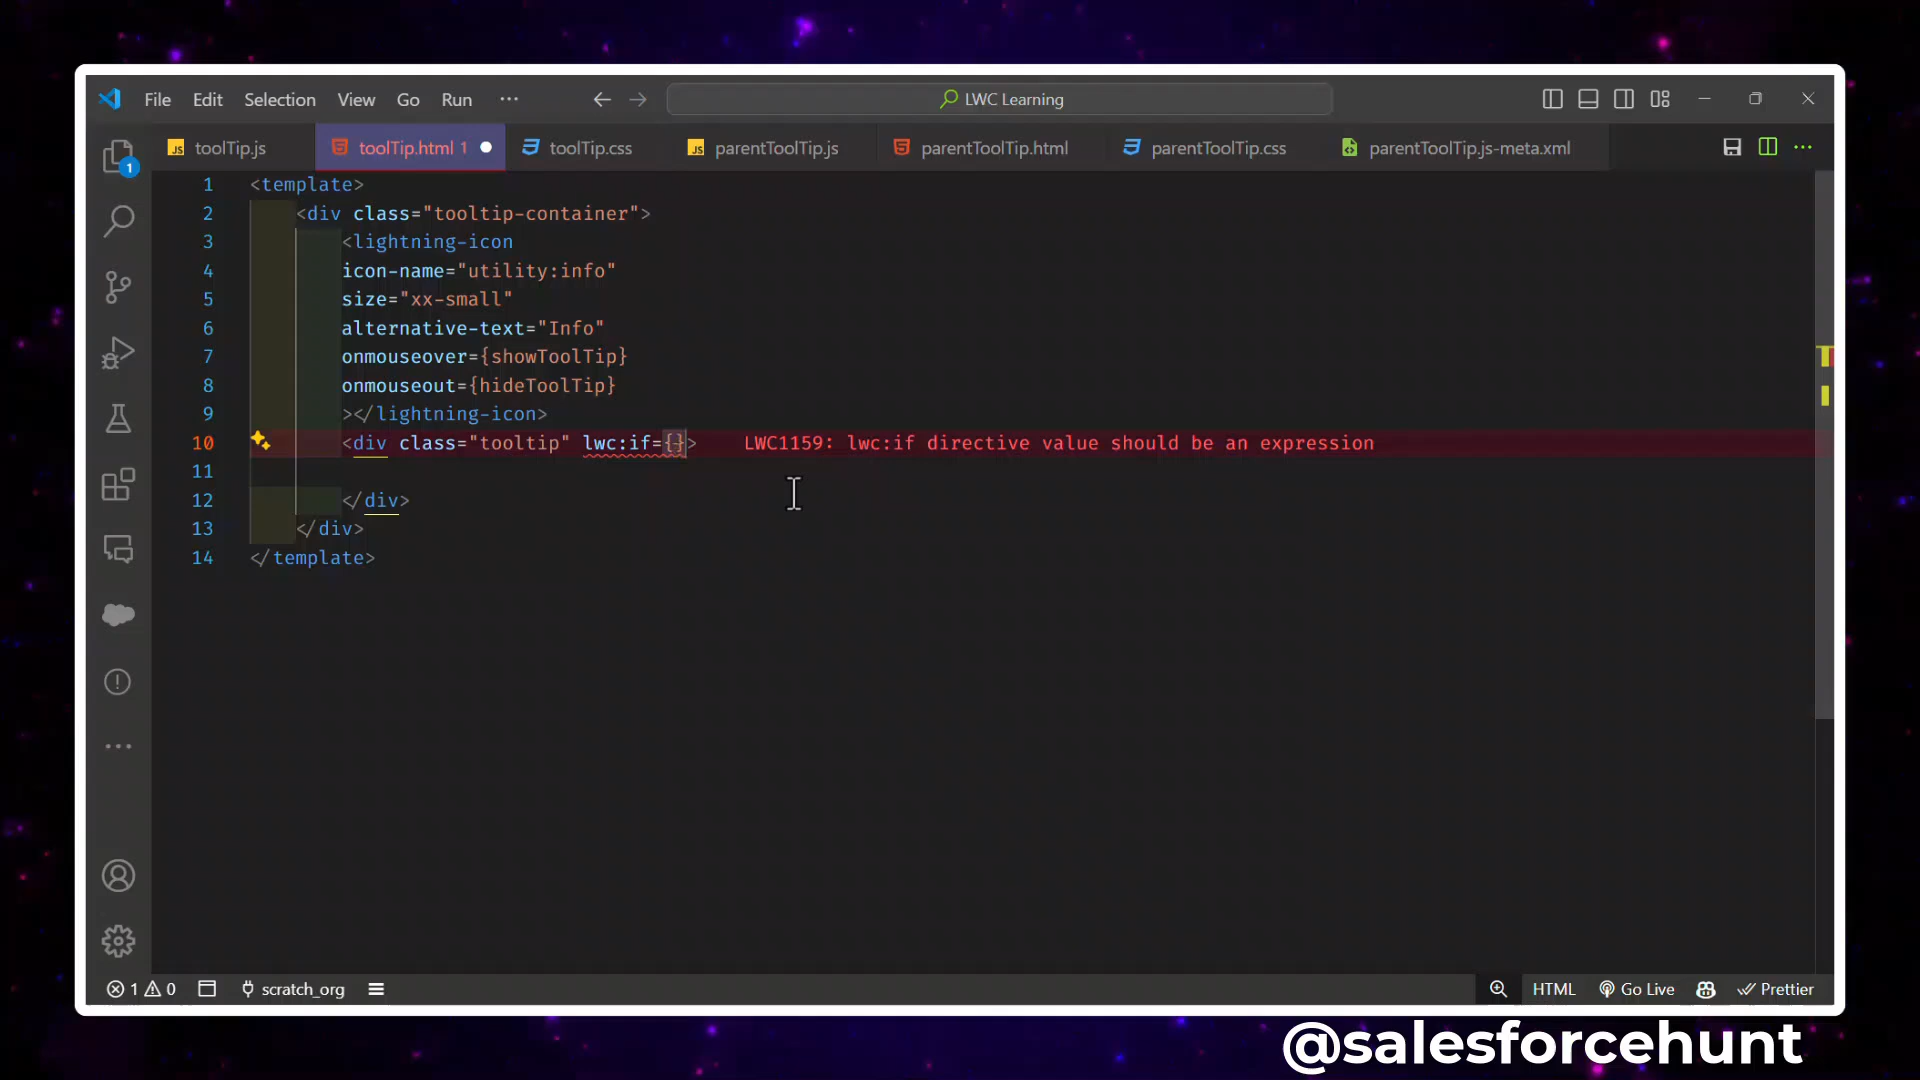 File Edit Selection View Go Run ··· LWC Learning
toolTip.js toolTip.html 1 toolTip.css parentToolTip.js parentToolTip.html parentToolTip.css parentToolTip.js-meta.xml
1 <template>
2 <div class="tooltip-container">
3 <lightning-icon
4 icon-name="utility:info"
5 size="xx-small"
6 alternative-text="Info"
7 onmouseover={showToolTip}
8 onmouseout={hideToolTip}
9 ></lightning-icon>
10 <div class="tooltip" lwc:if={}> LWC1159: lwc:if directive value should be an expression
11
12 </div>
13 </div>
14 </template>
1
1 0 scratch_org HTML Go Live Prettier
@salesforcehunt